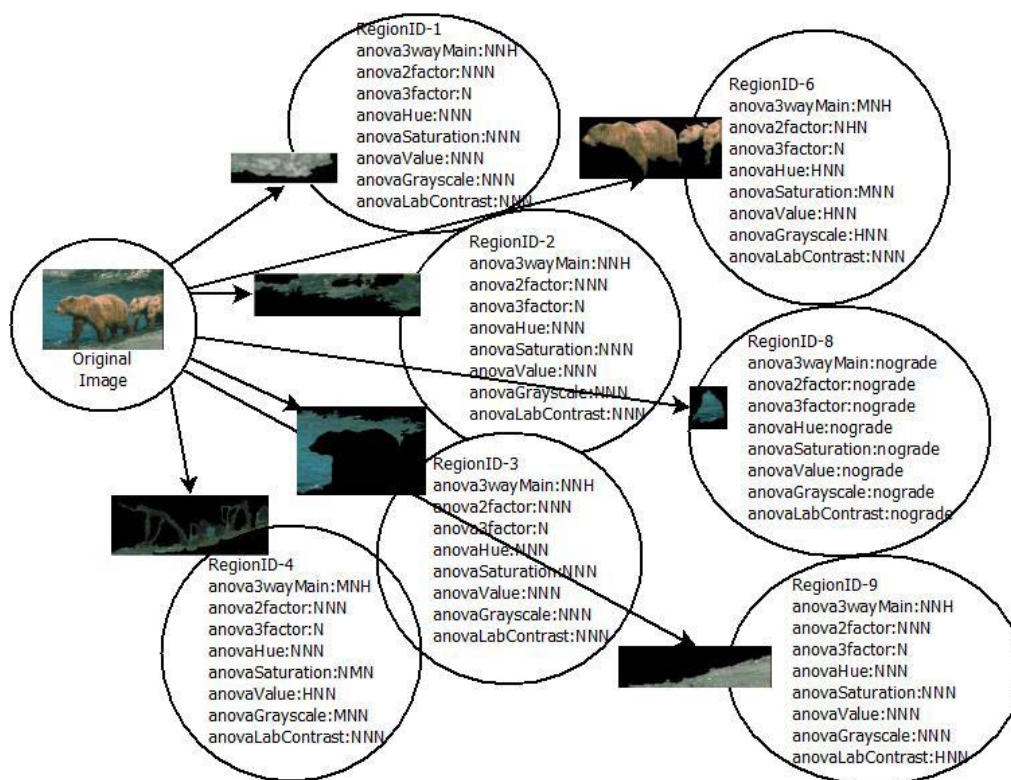 RegionID-1
anova3wayMain:NNH
anova2factor:NNN
anova3factor:N
anovaHue:NNN
anovaSaturation:NNN
anovaValue:NNN
anovaGrayscale:NNN
anovaLabContrast:NNN
RegionID-6
anova3wayMain:MNH
anova2factor:NHN
anova3factor:N
anovaHue:HNN
anovaSaturation:MNN
anovaValue:HNN
anovaGrayscale:HNN
anovaLabContrast:NNN
RegionID-2
anova3wayMain:NNH
anova2factor:NNN
anova3factor:N
anovaHue:NNN
anovaSaturation:NNN
anovaValue:NNN
anovaGrayscale:NNN
anovaLabContrast:NNN
Original
Image
RegionID-8
anova3wayMain:nograde
anova2factor:nograde
anova3factor:nograde
anovaHue:nograde
anovaSaturation:nograde
anovaValue:nograde
anovaGrayscale:nograde
anovaLabContrast:nograde
RegionID-3
anova3wayMain:NNH
anova2factor:NNN
anova3factor:N
anovaHue:NNN
anovaSaturation:NNN
anovaValue:NNN
anovaGrayscale:NNN
anovaLabContrast:NNN
RegionID-4
anova3wayMain:MNH
anova2factor:NNN
anova3factor:N
anovaHue:NNN
anovaSaturation:NMN
anovaValue:HNN
anovaGrayscale:MNN
anovaLabContrast:NNN
RegionID-9
anova3wayMain:NNH
anova2factor:NNN
anova3factor:N
anovaHue:NNN
anovaSaturation:NNN
anovaValue:NNN
anovaGrayscale:NNN
anovaLabContrast:HNN